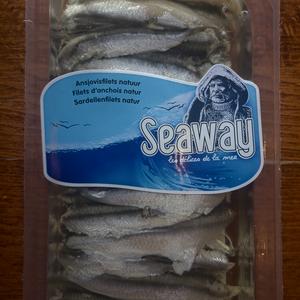 Ansjovisfilets natuur
Filets d'anchois natur
Sardellenfilets natur
Seaway
les délices de la mer